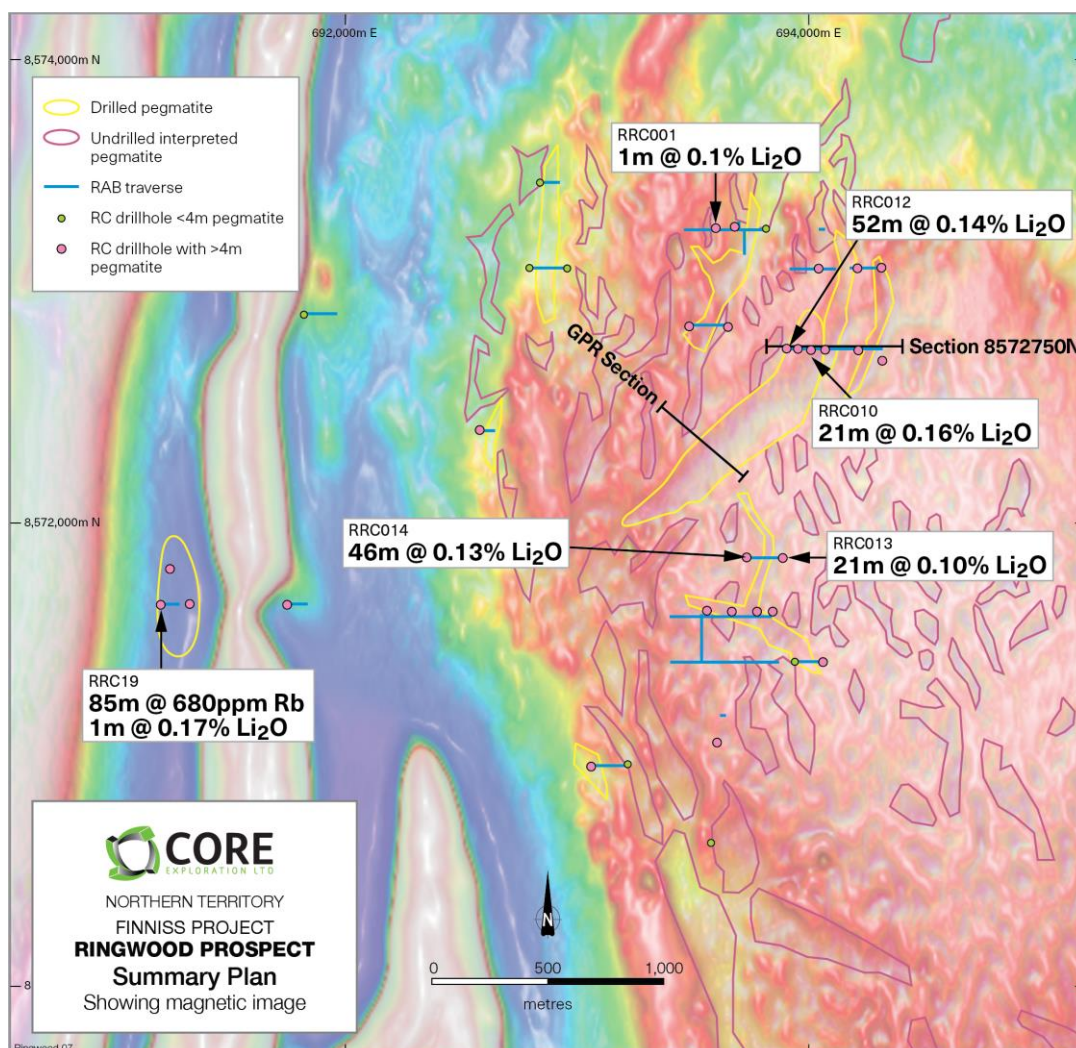 692,000m E
694,000m E
8,574,000m N
Drilled pegmatite
Undrilled interpreted
pegmatite
RAB traverse
RC drillhole <4m pegmatite
RC drillhole with >4m
pegmatite
RRC001
1m @ 0.1% Li₂O
RRC012
52m @ 0.14% Li₂O
GPR Section
Section 8572750N
RRC010
21m @ 0.16% Li₂O
8,572,000m N
RRC014
46m @ 0.13% Li₂O
RRC013
21m @ 0.10% Li₂O
RRC19
85m @ 680ppm Rb
1m @ 0.17% Li₂O
CORE
EXPLORATION LTD
NORTHERN TERRITORY
FINNISS PROJECT
RINGWOOD PROSPECT
Summary Plan
Showing magnetic image
N
0 500 1,000
metres
8